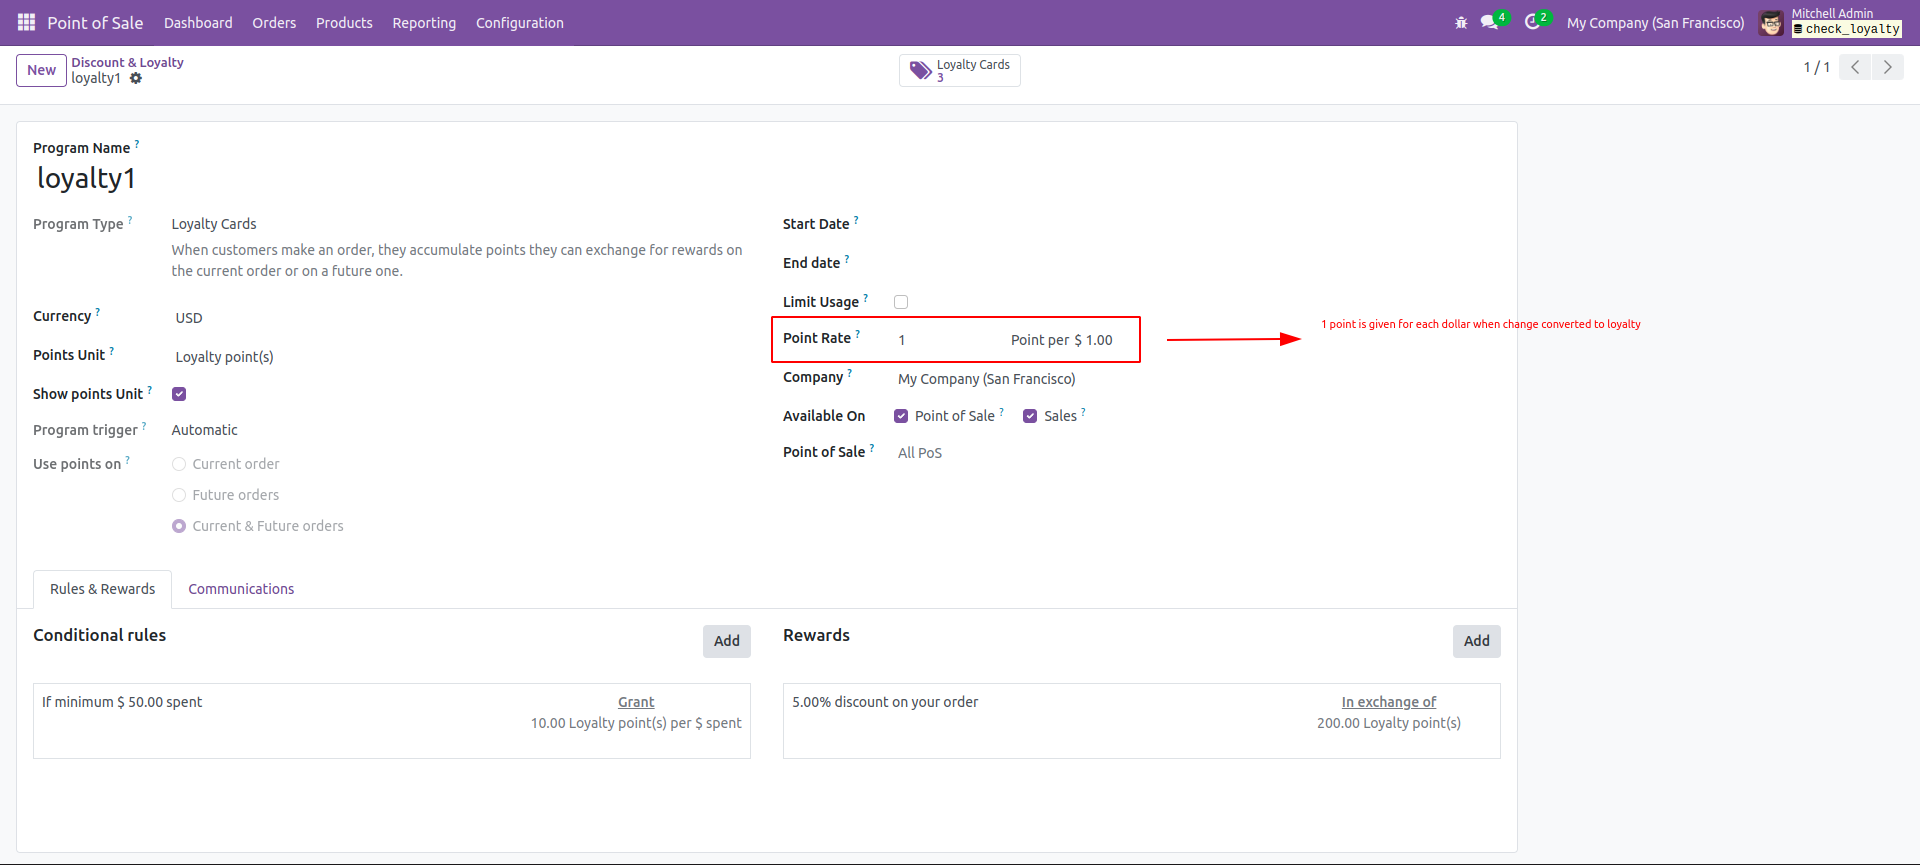 Point of Sale Dashboard Orders Products Reporting Configuration 4 2 My Company (San Francisco) Mitchell Admin
check_loyalty
New Discount & Loyalty
loyalty1
Loyalty Cards
3
1 / 1
Program Name ?
loyalty1
Program Type ? Loyalty Cards
When customers make an order, they accumulate points they can exchange for rewards on
the current order or on a future one.
Currency ? USD
Points Unit ? Loyalty point(s)
Show points Unit ?
Program trigger ? Automatic
Use points on ? Current order
Future orders
Current & Future orders
Start Date ?
End date ?
Limit Usage ?
Point Rate ? 1 Point per $ 1.00
1 point is given for each dollar when change converted to loyalty
Company ? My Company (San Francisco)
Available On Point of Sale ? Sales ?
Point of Sale ? All PoS
Rules & Rewards Communications
Conditional rules Add
If minimum $ 50.00 spent Grant
10.00 Loyalty point(s) per $ spent
Rewards Add
5.00% discount on your order In exchange of
200.00 Loyalty point(s)